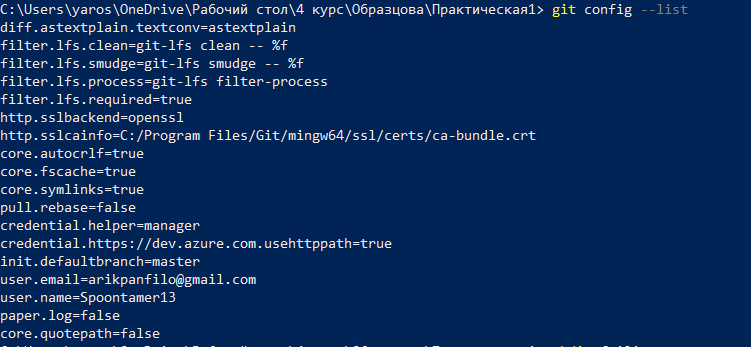 C:\Users\yaros\OneDrive\Рабочий стол\4 курс\Образцова\Практическая1> git config --list
diff.astextplain.textconv=astextplain
filter.lfs.clean=git-lfs clean -- %f
filter.lfs.smudge=git-lfs smudge -- %f
filter.lfs.process=git-lfs filter-process
filter.lfs.required=true
http.sslbackend=openssl
http.sslcainfo=C:/Program Files/Git/mingw64/ssl/certs/ca-bundle.crt
core.autocrlf=true
core.fscache=true
core.symlinks=true
pull.rebase=false
credential.helper=manager
credential.https://dev.azure.com.usehttppath=true
init.defaultbranch=master
user.email=arikpanfilo@gmail.com
user.name=Spoontamer13
paper.log=false
core.quotepath=false